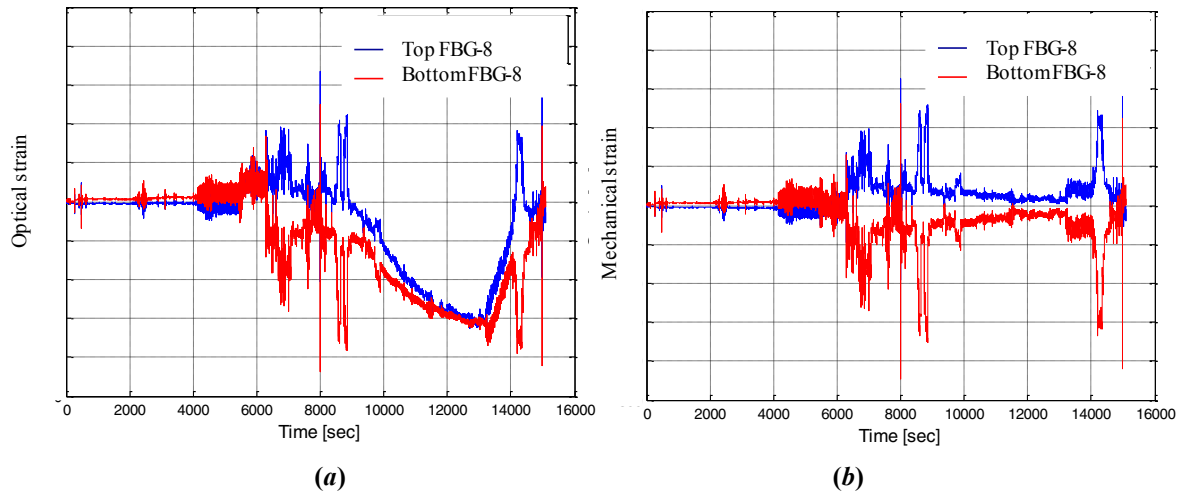 Top FBG-8
Bottom FBG-8
Optical strain
0 2000 4000 6000 8000 10000 12000 14000 16000
Time [sec]
(a)
Top FBG-8
Bottom FBG-8
Mechanical strain
0 2000 4000 6000 8000 10000 12000 14000 16000
Time [sec]
(b)